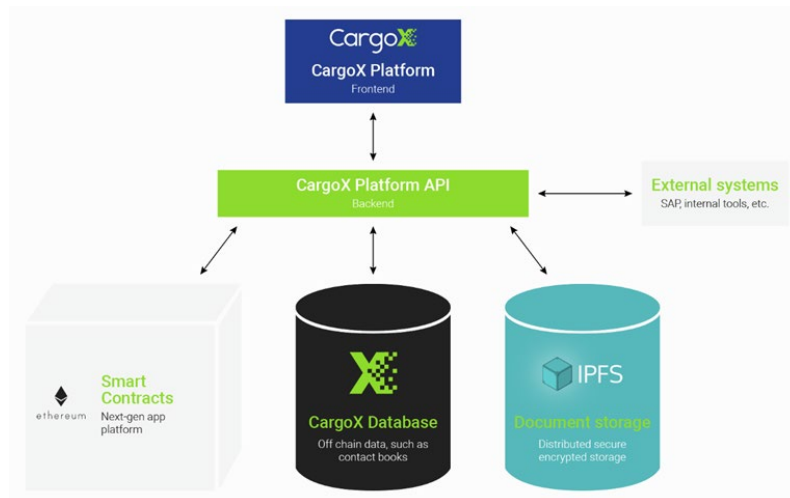 CargoX
CargoX Platform
Frontend
CargoX Platform API
Backend
External systems
SAP, internal tools, etc.
ethereum
Smart
Contracts
Next-gen app
platform
CargoX Database
Off chain data, such as
contact books
IPFS
Document storage
Distributed secure
encrypted storage